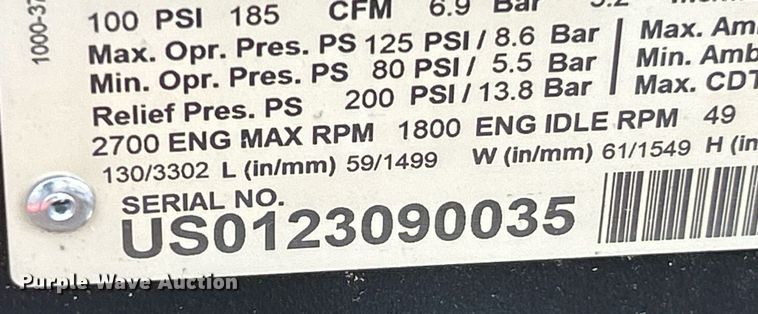 1000-37
100 PSI 185 CFM 6.9 Bar 5.2
Max. Opr. Pres. PS 125 PSI / 8.6 Bar | Max. Am
Min. Opr. Pres. PS 80 PSI / 5.5 Bar | Min. Amb
Relief Pres. PS 200 PSI / 13.8 Bar | Max. CDT
2700 ENG MAX RPM 1800 ENG IDLE RPM 49
130/3302 L (in/mm) 59/1499 W (in/mm) 61/1549 H (in
SERIAL NO.
US0123090035
Purple Wave Auction